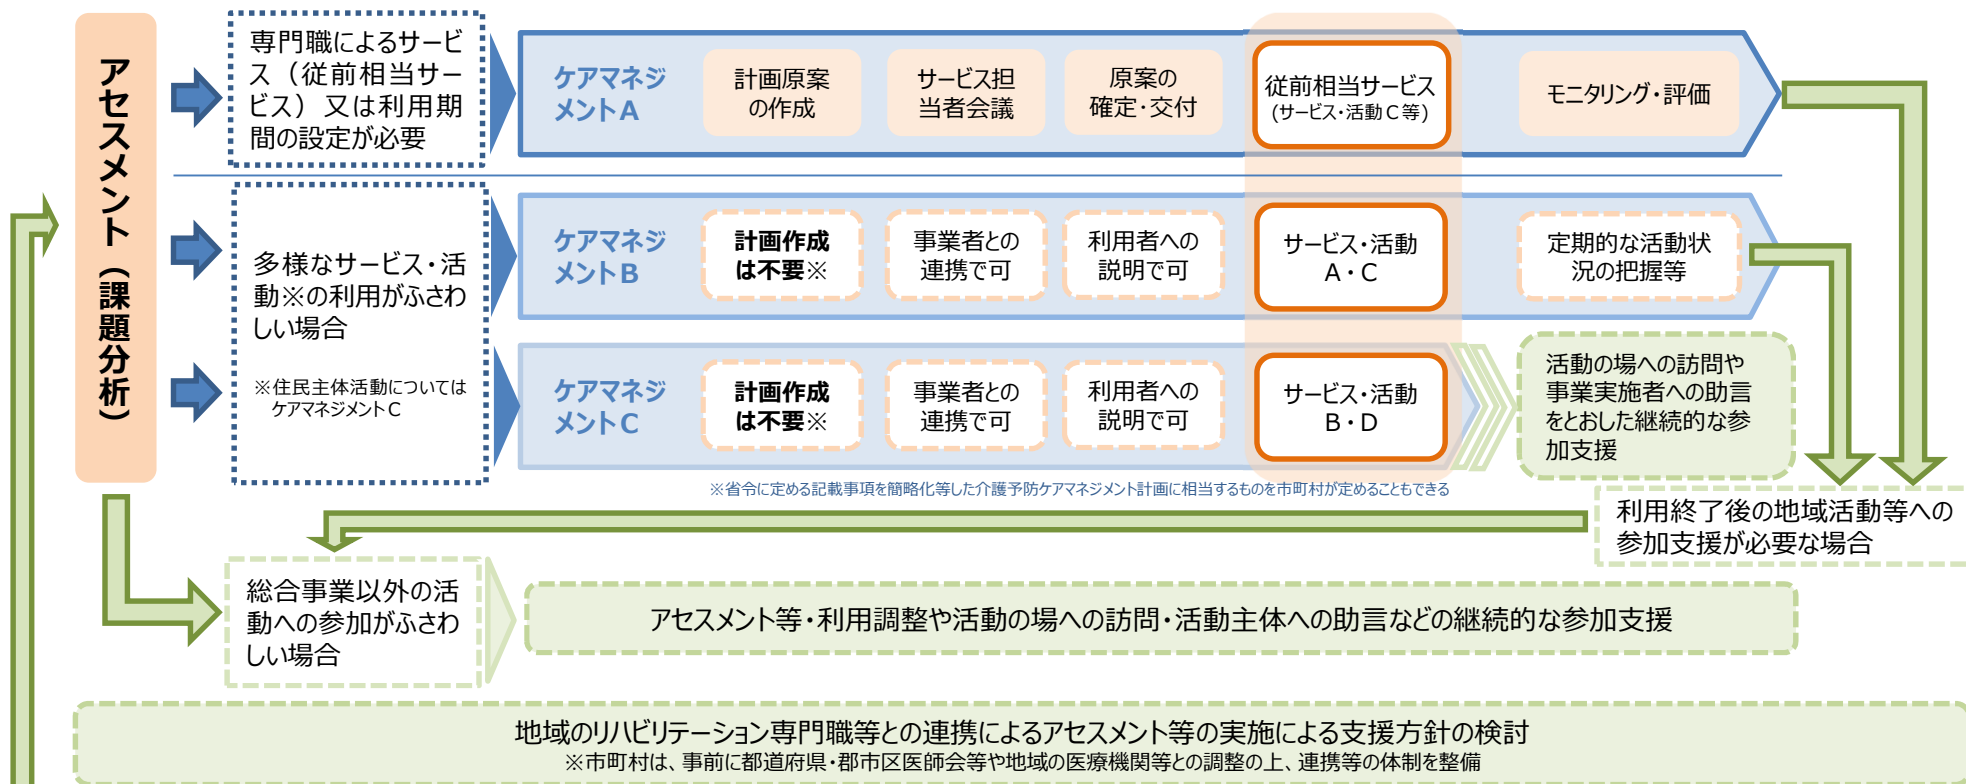 アセスメント（課題分析）
専門職によるサービ
ス（従前相当サー
ビス）又は利用期
間の設定が必要
ケアマネジ
メントA
計画原案
の作成
サービス担
当者会議
原案の
確定・交付
従前相当サービス
(サービス・活動C等)
モニタリング・評価
多様なサービス・活
動※の利用がふさわ
しい場合
※住民主体活動については
ケアマネジメントC
ケアマネジ
メントB
計画作成
は不要※
事業者との
連携で可
利用者への
説明で可
サービス・活動
A・C
定期的な活動状
況の把握等
ケアマネジ
メントC
計画作成
は不要※
事業者との
連携で可
利用者への
説明で可
サービス・活動
B・D
活動の場への訪問や
事業実施者への助言
をとおした継続的な参
加支援
※省令に定める記載事項を簡略化等した介護予防ケアマネジメント計画に相当するものを市町村が定めることもできる
利用終了後の地域活動等への
参加支援が必要な場合
総合事業以外の活
動への参加がふさわ
しい場合
アセスメント等・利用調整や活動の場への訪問・活動主体への助言などの継続的な参加支援
地域のリハビリテーション専門職等との連携によるアセスメント等の実施による支援方針の検討
※市町村は、事前に都道府県・郡市区医師会等や地域の医療機関等との調整の上、連携等の体制を整備